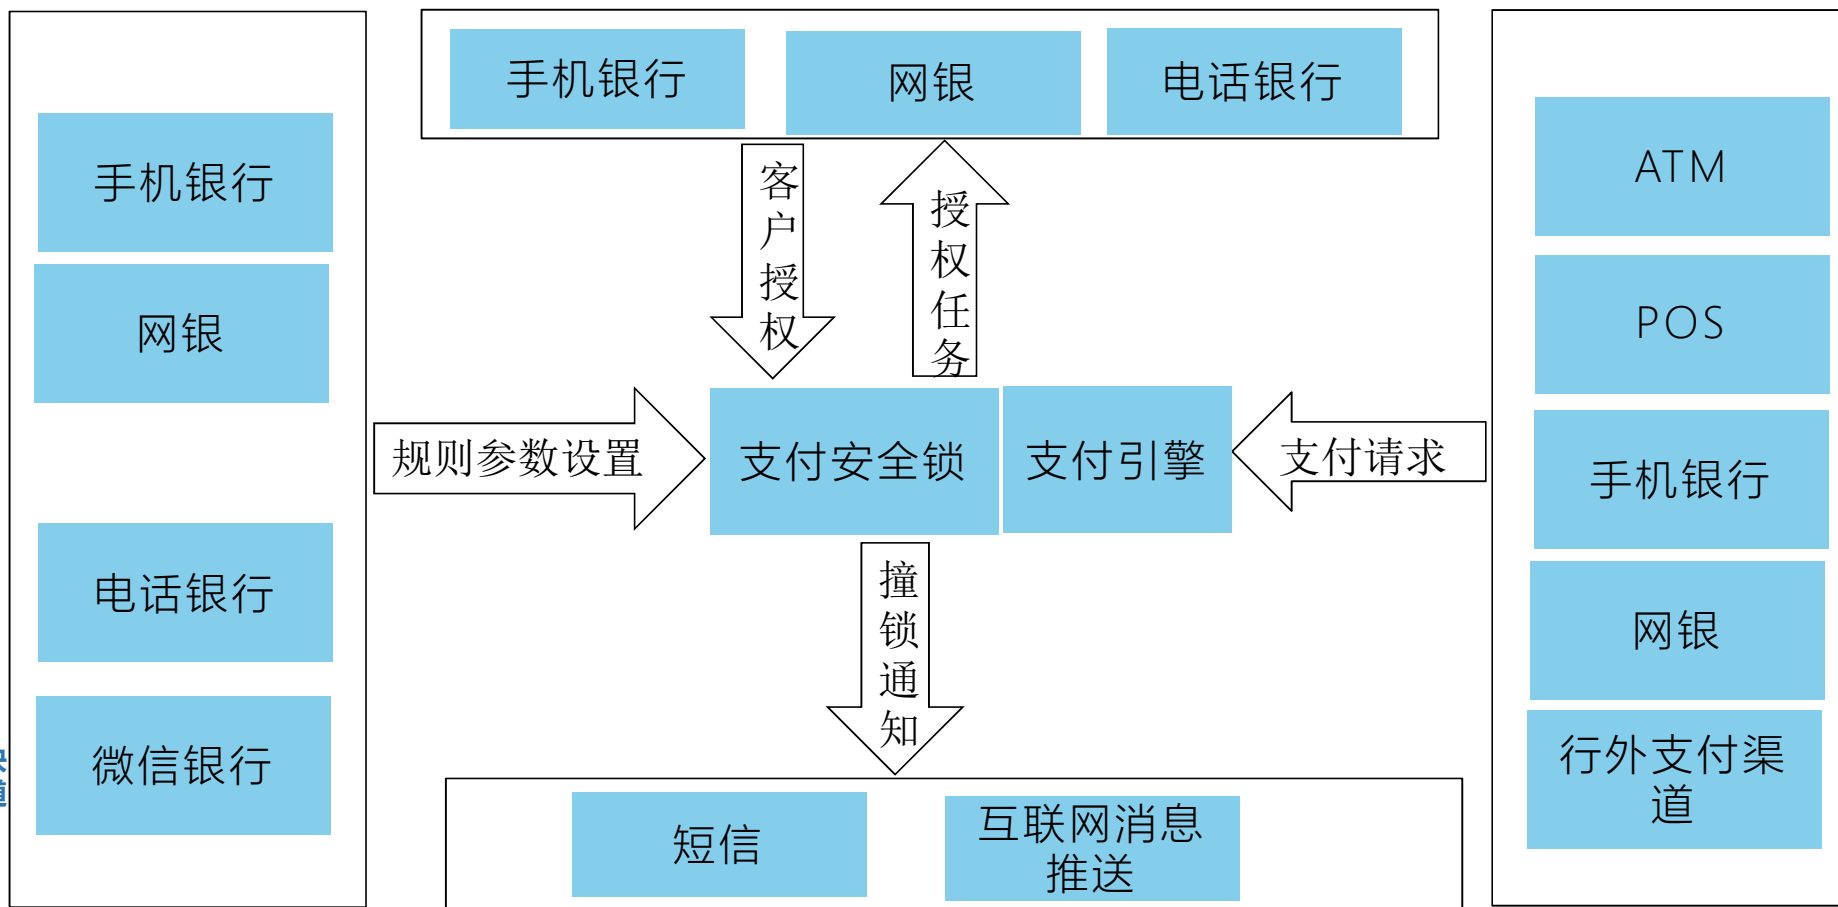 手机银行
网银
电话银行
手机银行
网银
电话银行
微信银行
客户授权
授权任务
规则参数设置
支付安全锁
支付引擎
支付请求
撞锁通知
短信
互联网消息
推送
ATM
POS
手机银行
网银
行外支付渠
道